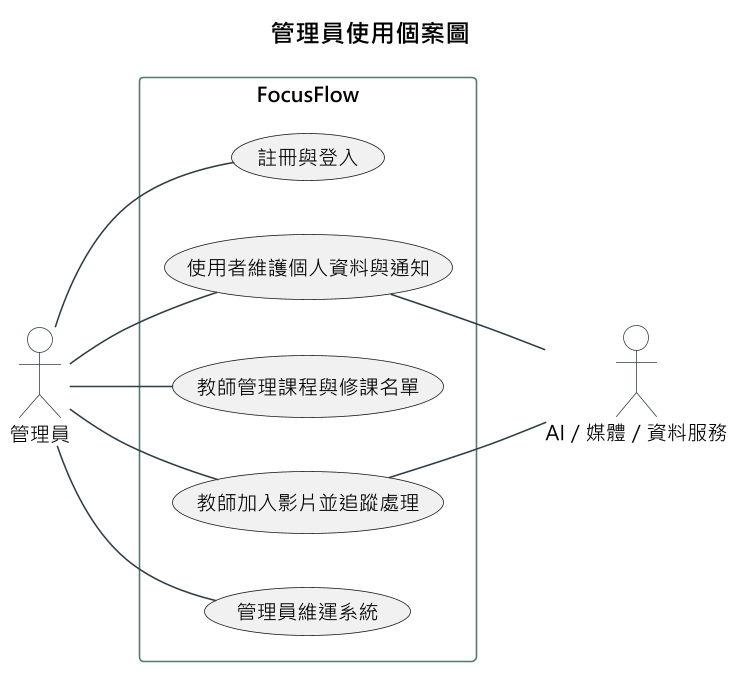 管理員使用個案圖
FocusFlow
註冊與登入
使用者維護個人資料與通知
教師管理課程與修課名單
管理員
AI / 媒體 / 資料服務
教師加入影片並追蹤處理
管理員維運系統